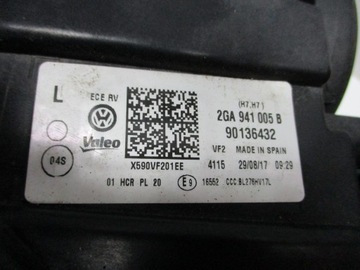 L ECE RV (H7,H7)
2GA 941 005 B
90136432
Valeo
VF2 MADE IN SPAIN
04S X590VF201EE 4115 29/08/17 09:29
01 HCR PL 20 E9 16552 CCC:BL276HV17L